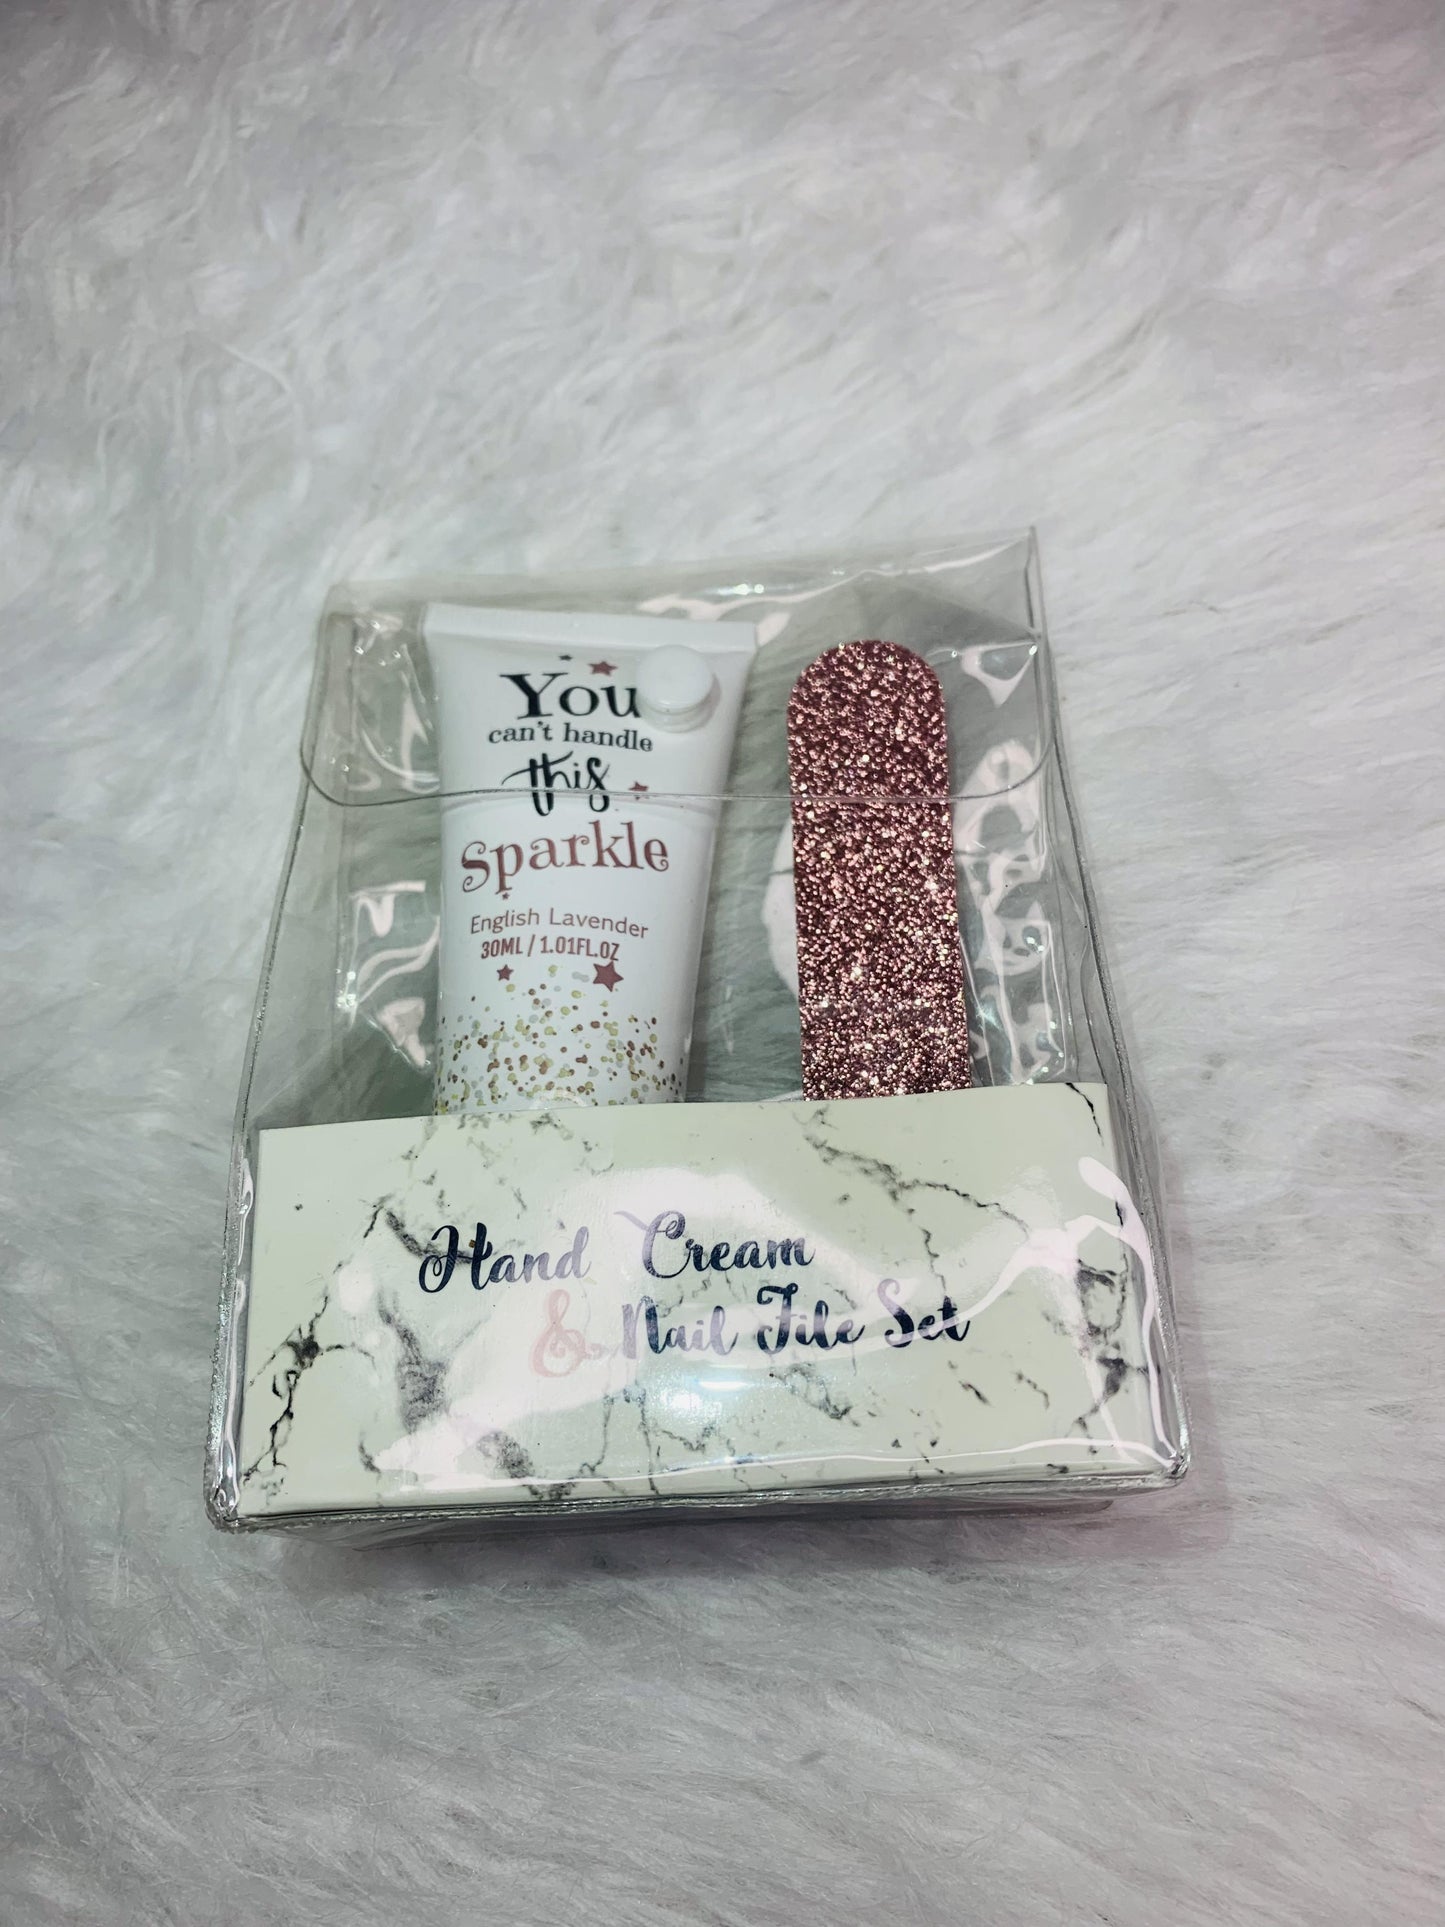 You
can't handle
this
Sparkle
English Lavender
30ML / 1.01FL.OZ
Hand Cream
& Nail File Set